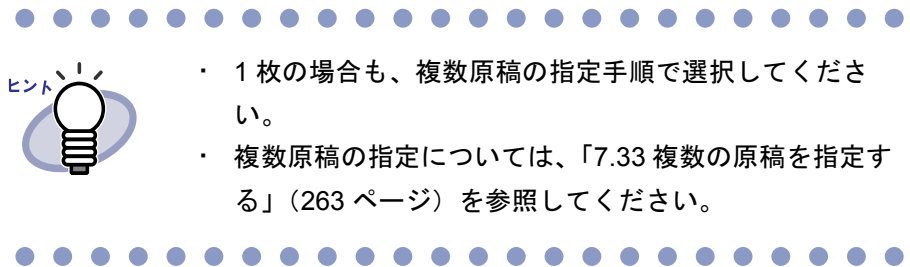 ヒント
・ 1 枚の場合も、複数原稿の指定手順で選択してくださ
い。
・ 複数原稿の指定については、「7.33 複数の原稿を指定す
る」（263 ページ）を参照してください。